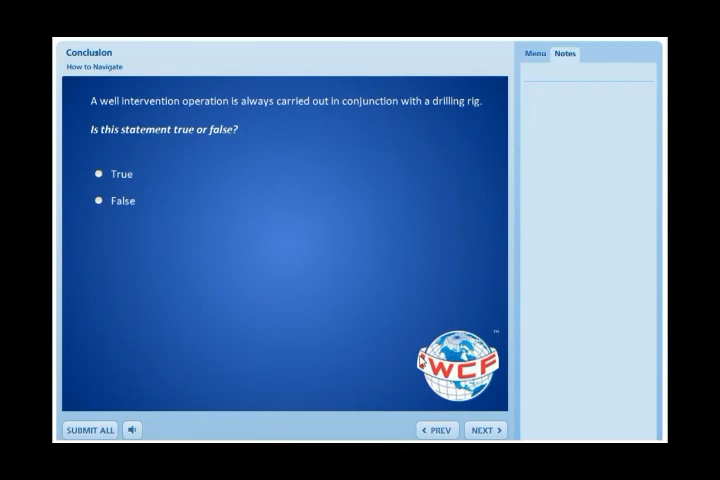 Conclusion
How to Navigate
Menu
Notes
A well intervention operation is always carried out in conjunction with a drilling rig.
Is this statement true or false?
True
False
TM
IWCF
SUBMIT ALL
PREV
NEXT